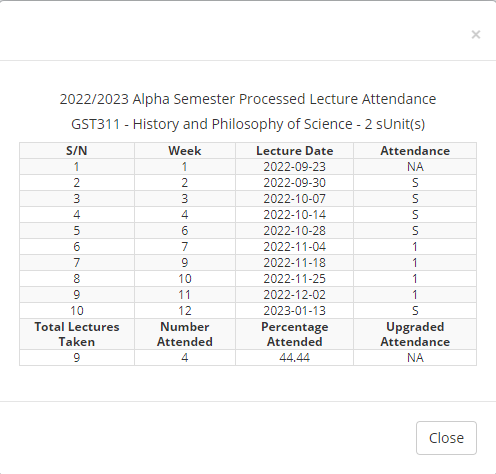 ×
2022/2023 Alpha Semester Processed Lecture Attendance
GST311 - History and Philosophy of Science - 2 sUnit(s)
S/N Week Lecture Date Attendance
1 1 2022-09-23 NA
2 2 2022-09-30 S
3 3 2022-10-07 S
4 4 2022-10-14 S
5 6 2022-10-28 S
6 7 2022-11-04 1
7 9 2022-11-18 1
8 10 2022-11-25 1
9 11 2022-12-02 1
10 12 2023-01-13 S
Total Lectures Number Percentage Upgraded
Taken Attended Attended Attendance
9 4 44.44 NA
Close